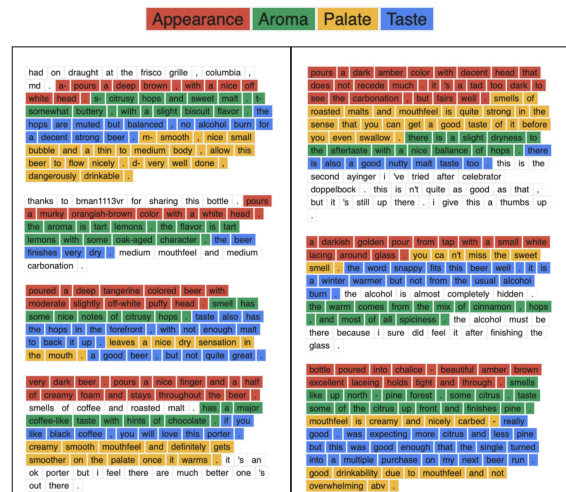 Appearance Aroma Palate Taste
had on draught at the frisco grille , columbia ,
md . a- pours a deep brown , with a nice off
white head . s- citrusy hops and sweet malt . t-
somewhat buttery , with a slight biscuit flavor . the
hops are muted but balanced , no alcohol burn for
a decent strong beer . m- smooth , nice small
bubble and a thin to medium body , allow this
beer to flow nicely . d- very well done ,
dangerously drinkable .
thanks to bman1113vr for sharing this bottle . pours
a murky orangish-brown color with a white head .
the aroma is tart lemons . the flavor is tart
lemons with some oak-aged character . the beer
finishes very dry . medium mouthfeel and medium
carbonation .
poured a deep tangerine colored beer with
moderate slightly off-white puffy head . smell has
some nice notes of citrusy hops . taste also has
the hops in the forefront , with not enough malt
to back it up . leaves a nice dry sensation in
the mouth . a good beer , but not quite great .
very dark beer . pours a nice finger and a half
of creamy foam and stays throughout the beer .
smells of coffee and roasted malt . has a major
coffee-like taste with hints of chocolate . if you
like black coffee , you will love this porter .
creamy smooth mouthfeel and definitely gets
smoother on the palate once it warms . it 's an
ok porter but i feel there are much better one 's
out there .
pours a dark amber color with decent head that
does not recede much . it 's a tad too dark to
see the carbonation , but fairs well . smells of
roasted malts and mouthfeel is quite strong in the
sense that you can get a good taste of it before
you even swallow . there is a slight dryness to
the aftertaste with a nice ballance of hops . there
is also a good nutty malt taste too . this is the
second ayinger i 've tried after celebrator
doppelbock . this is n't quite as good as that ,
but it 's still up there . i give this a thumbs up
.
a darkish golden pour from tap with a small white
lacing around glass . you ca n't miss the sweet
smell . the word snappy fits this beer well . it is
a winter warmer but not from the usual alcohol
burn . the alcohol is almost completely hidden .
the warm comes from the mix of cinnamon , hops
, and most of all spiciness . the alcohol must be
there because i sure did feel it after finishing the
glass .
bottle poured into chalice - beautiful amber brown
excellent laceing holds tight and through . smells
like up north - pine forest . some citrus . taste
some of the citrus up front and finishes pine .
mouthfeel is creamy and nicely carbed - really
good . was expecting more citrus and less pine
but this was good enough that the single turned
into a multiple purchase on my next beer run .
good drinkability due to mouthfeel and not
overwhelming abv .